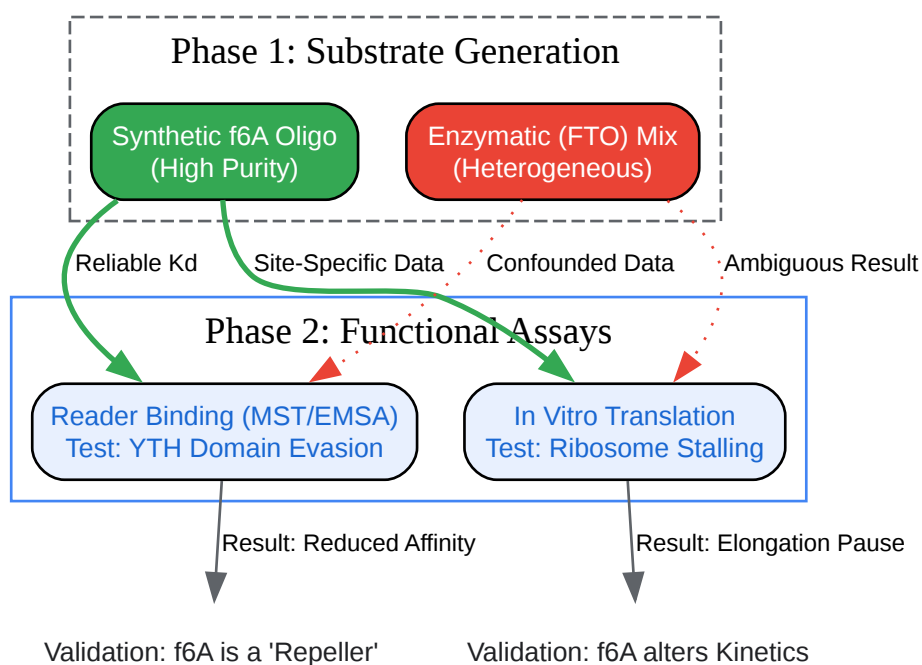 Phase 1: Substrate Generation
Synthetic f6A Oligo
(High Purity)
Enzymatic (FTO) Mix
(Heterogeneous)
Reliable Kd
Site-Specific Data
Confounded Data
Ambiguous Result
Phase 2: Functional Assays
Reader Binding (MST/EMSA)
Test: YTH Domain Evasion
In Vitro Translation
Test: Ribosome Stalling
Result: Reduced Affinity
Result: Elongation Pause
Validation: f6A is a 'Repeller'
Validation: f6A alters Kinetics